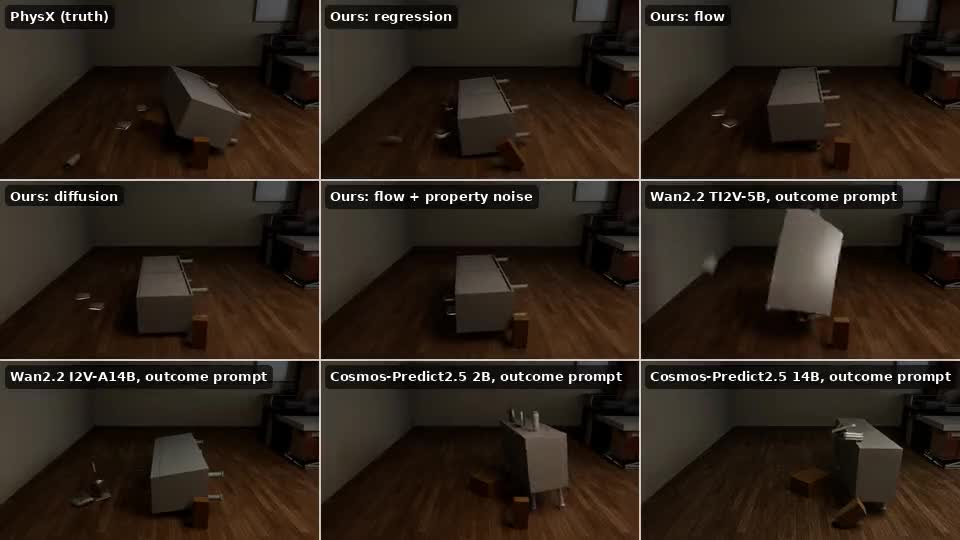 PhysX (truth)
Ours: regression
Ours: flow
Ours: diffusion
Ours: flow + property noise
Wan2.2 TI2V-5B, outcome prompt
Wan2.2 I2V-A14B, outcome prompt
Cosmos-Predict2.5 2B, outcome prompt
Cosmos-Predict2.5 14B, outcome prompt